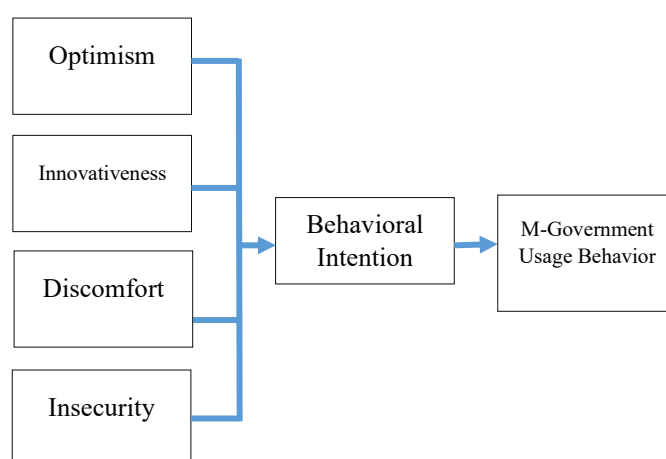 Optimism
Innovativeness
Discomfort
Insecurity
Behavioral
Intention
M-Government
Usage Behavior